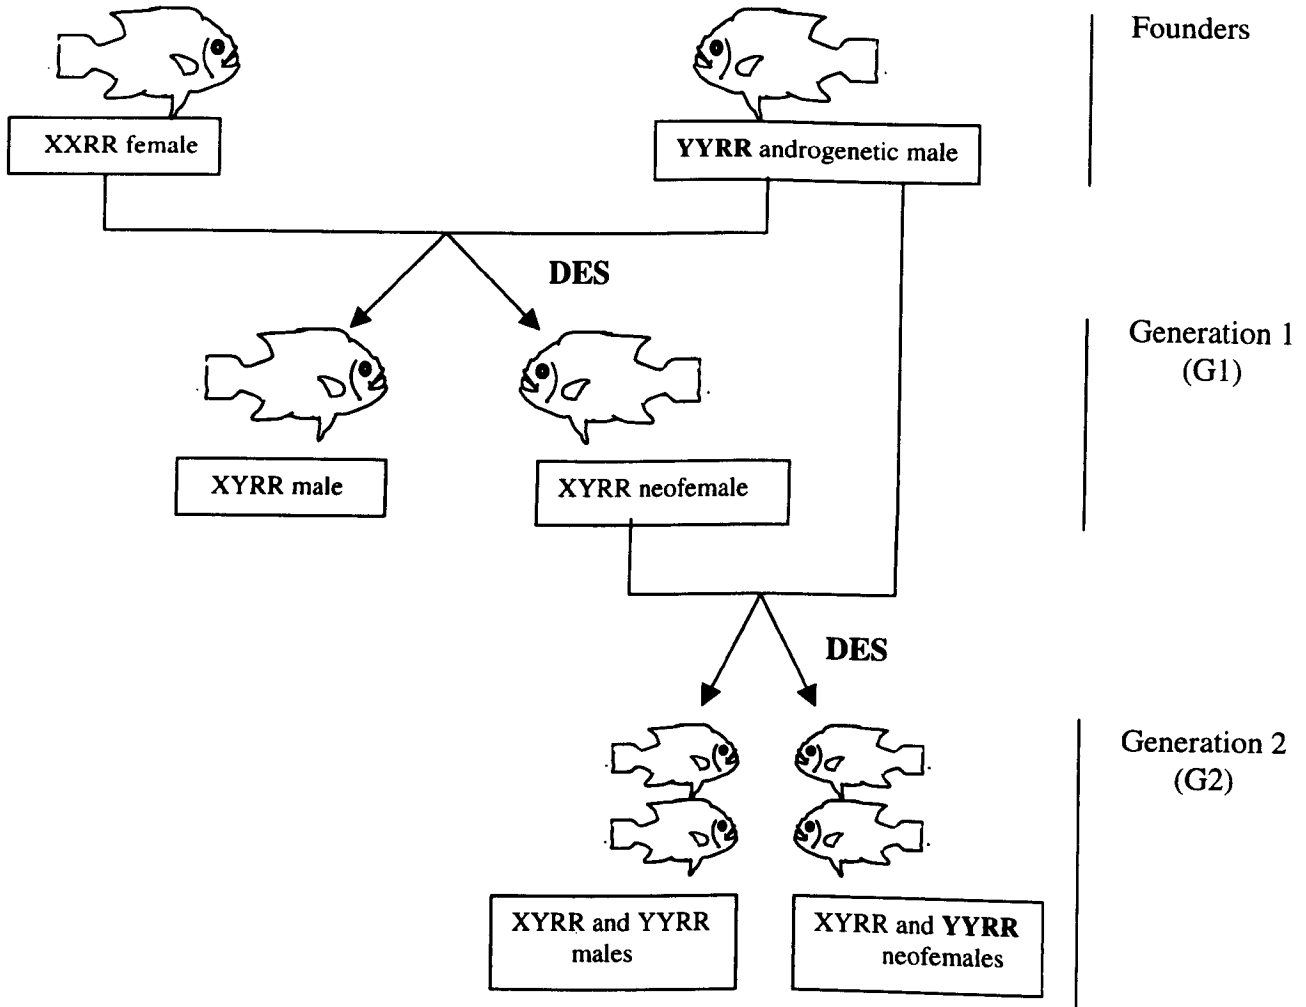 Founders
XXRR female
YYRR androgenetic male
DES
Generation 1
(G1)
XYRR male
XYRR neofemale
DES
Generation 2
(G2)
XYRR and YYRR
males
XYRR and YYRR
neofemales